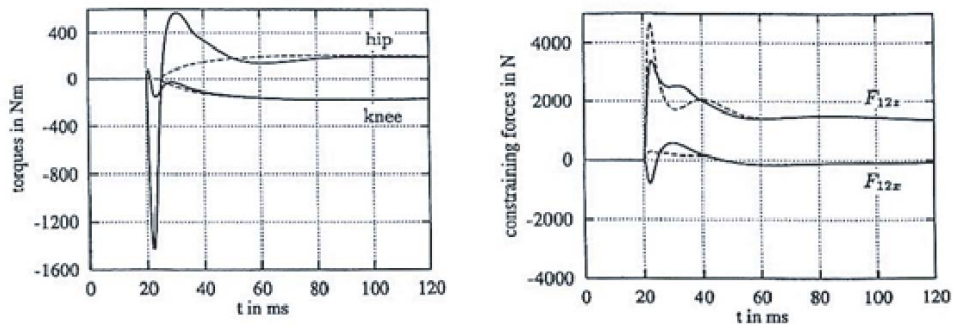 torques in Nm
400
0
-400
-800
-1200
-1600
hip
knee
0 20 40 60 80 100 120
t in ms
constraining forces in N
4000
2000
0
-2000
-4000
F₁₂z
F₁₂x
0 20 40 60 80 100 120
t in ms